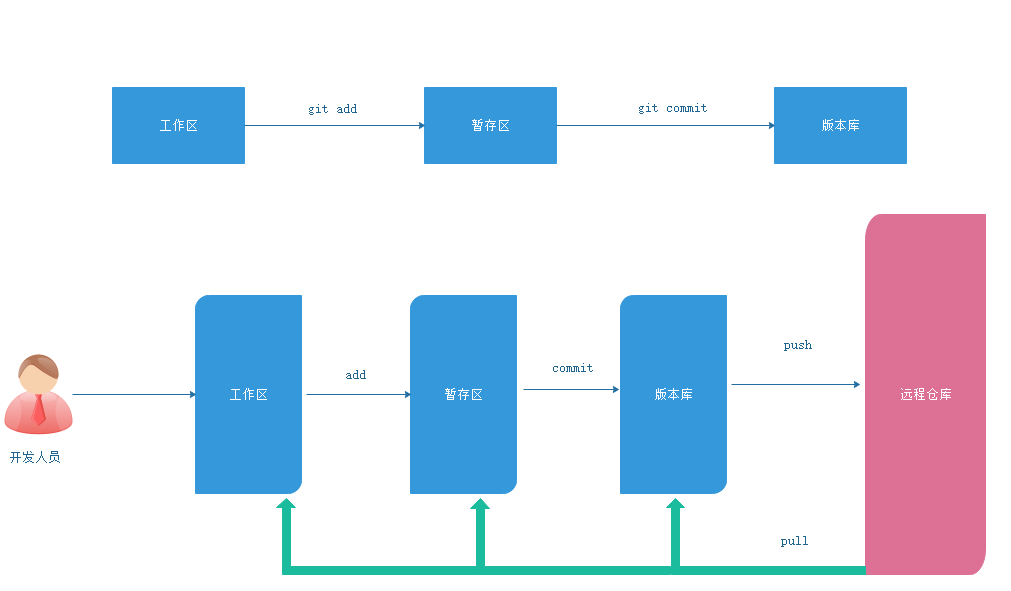 git add
git commit
工作区
暂存区
版本库
push
add
commit
工作区
暂存区
版本库
远程仓库
开发人员
pull